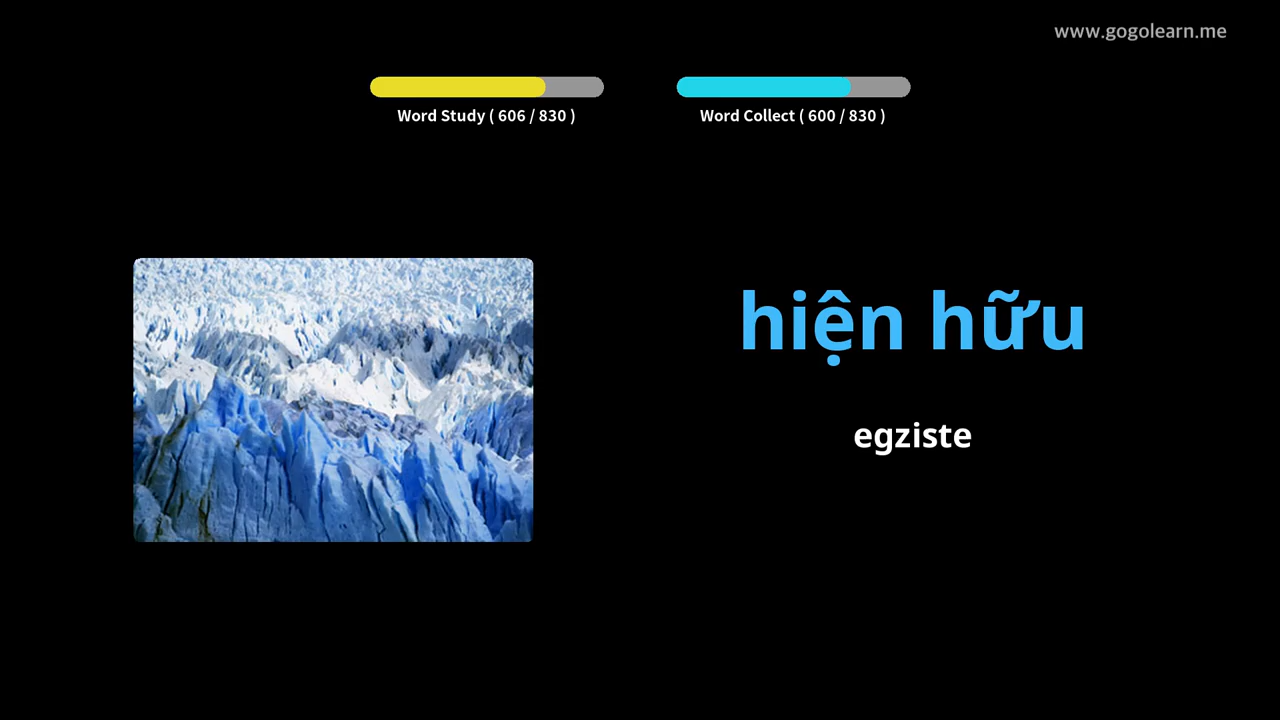 www.gogolearn.me
Word Study ( 606 / 830 )
Word Collect ( 600 / 830 )
hiện hữu
egziste